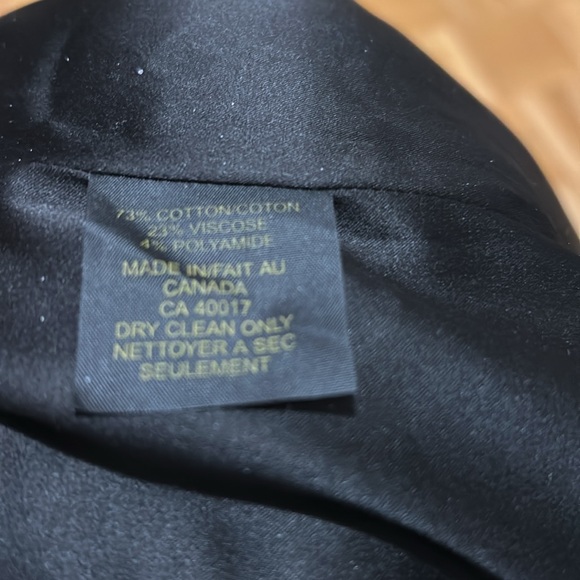 73% COTTON/COTON
23% VISCOSE
4% POLYAMIDE
MADE IN/FAIT AU
CANADA
CA 40017
DRY CLEAN ONLY
NETTOYER A SEC
SEULEMENT